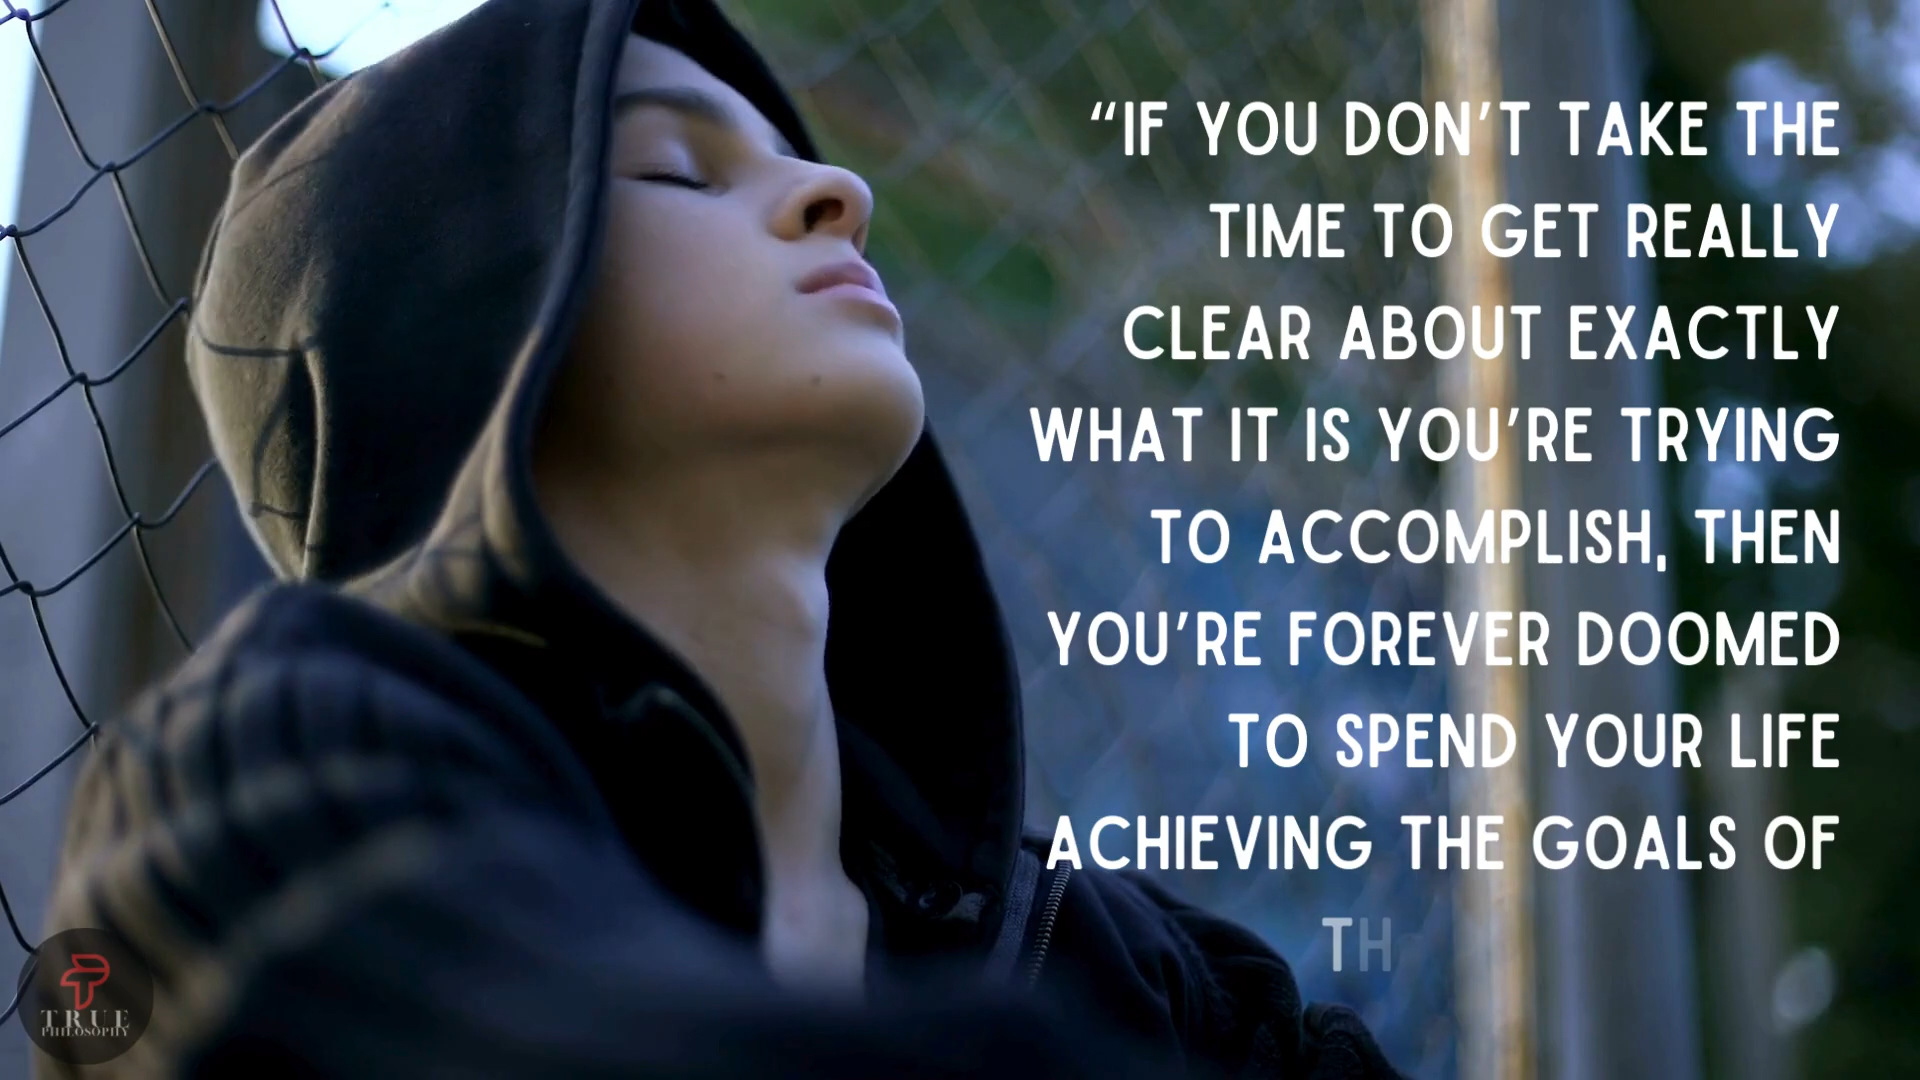 “IF YOU DON’T TAKE THE
TIME TO GET REALLY
CLEAR ABOUT EXACTLY
WHAT IT IS YOU’RE TRYING
TO ACCOMPLISH, THEN
YOU’RE FOREVER DOOMED
TO SPEND YOUR LIFE
ACHIEVING THE GOALS OF
TH
TRUE
PHILOSOPHY